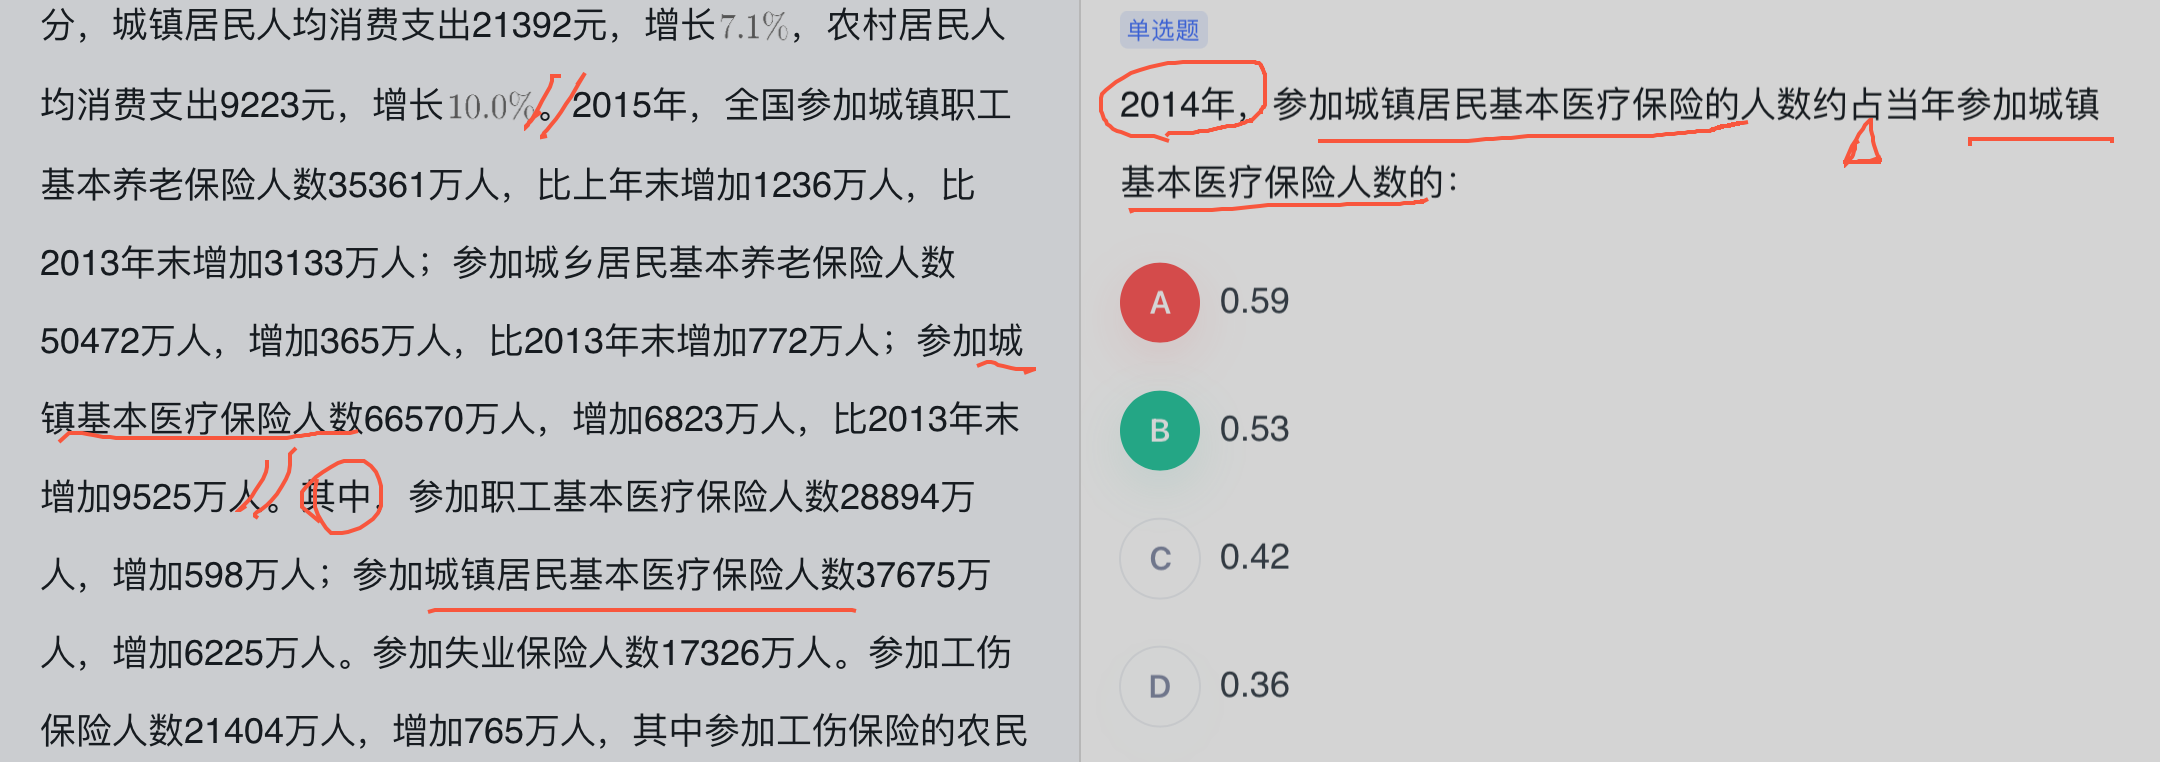 分，城镇居民人均消费支出21392元，增长7.1%，农村居民人
均消费支出9223元，增长10.0%。2015年，全国参加城镇职工
基本养老保险人数35361万人，比上年末增加1236万人，比
2013年末增加3133万人；参加城乡居民基本养老保险人数
50472万人，增加365万人，比2013年末增加772万人；参加城
镇基本医疗保险人数66570万人，增加6823万人，比2013年末
增加9525万人。其中，参加职工基本医疗保险人数28894万
人，增加598万人；参加城镇居民基本医疗保险人数37675万
人，增加6225万人。参加失业保险人数17326万人。参加工伤
保险人数21404万人，增加765万人，其中参加工伤保险的农民
单选题
2014年，参加城镇居民基本医疗保险的人数约占当年参加城镇
基本医疗保险人数的：
A 0.59
B 0.53
C 0.42
D 0.36